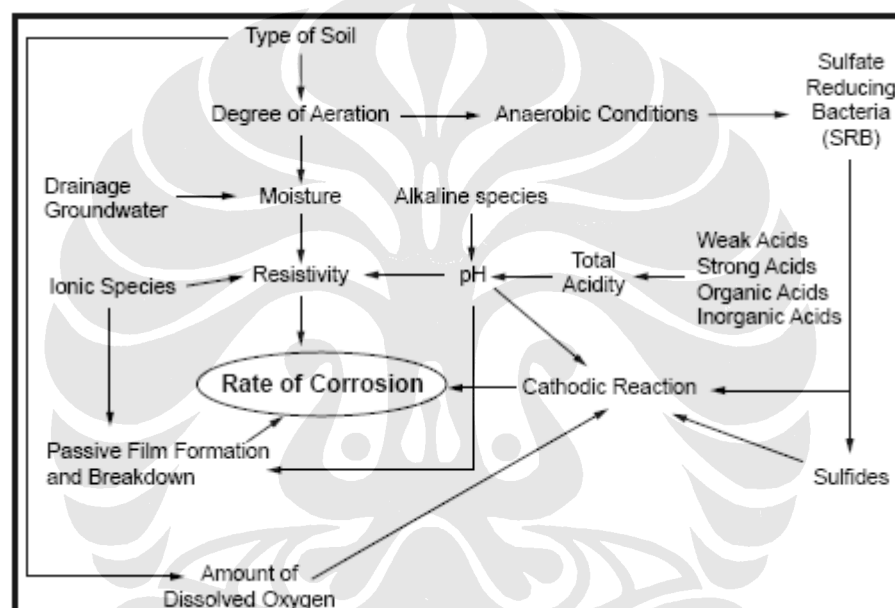 Type of Soil
Sulfate
Reducing
Bacteria
(SRB)
Degree of Aeration
Anaerobic Conditions
Drainage
Groundwater
Moisture
Alkaline species
Weak Acids
Strong Acids
Organic Acids
Inorganic Acids
Ionic Species
Resistivity
pH
Total
Acidity
Rate of Corrosion
Cathodic Reaction
Passive Film Formation
and Breakdown
Sulfides
Amount of
Dissolved Oxygen